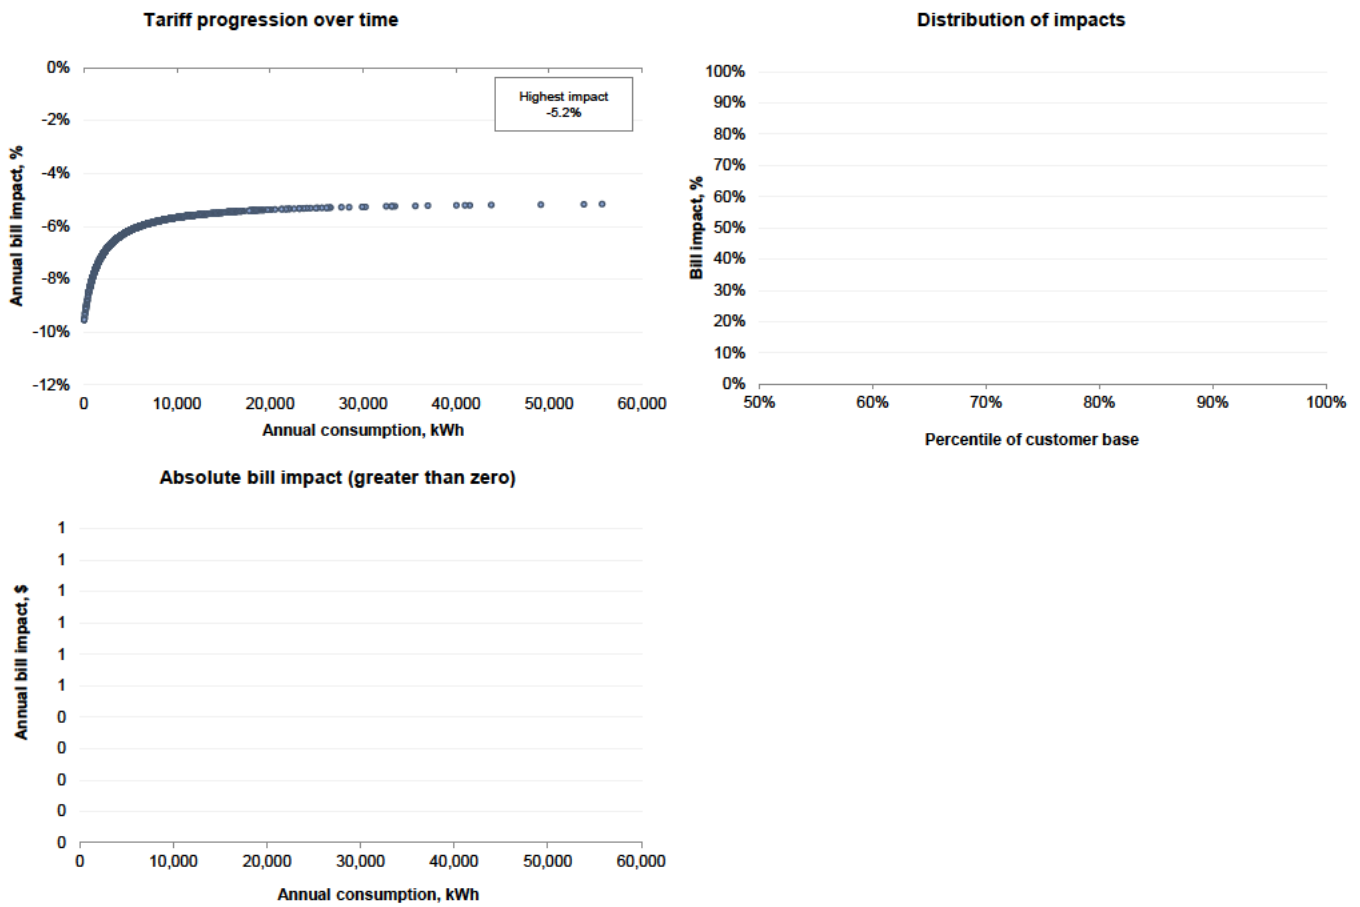 Tariff progression over time
0%
-2%
-4%
-6%
-8%
-10%
-12%
Annual bill impact, %
Highest impact
-5.2%
0 10,000 20,000 30,000 40,000 50,000 60,000
Annual consumption, kWh
Distribution of impacts
100%
90%
80%
70%
60%
50%
40%
30%
20%
10%
0%
Bill impact, %
50% 60% 70% 80% 90% 100%
Percentile of customer base
Absolute bill impact (greater than zero)
1
1
1
1
1
1
0
0
0
0
0
Annual bill impact, $
0 10,000 20,000 30,000 40,000 50,000 60,000
Annual consumption, kWh